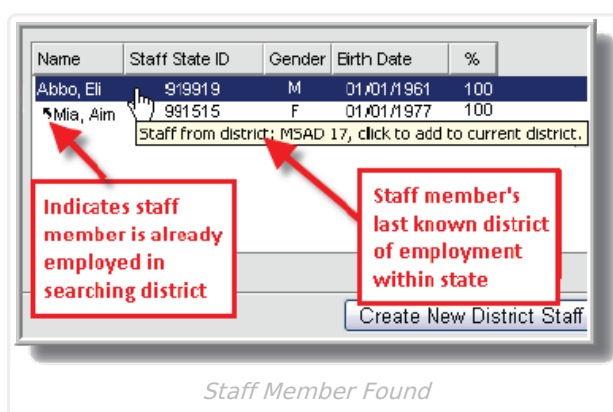 Name Staff State ID Gender Birth Date %
Abbo, Eli 919919 M 01/01/1961 100
Mia, Aim 991515 F 01/01/1977 100
Staff from district: MSAD 17, click to add to current district.
Indicates staff
member is already
employed in
searching district
Staff member's
last known district
of employment
within state
Create New District Staff
Staff Member Found